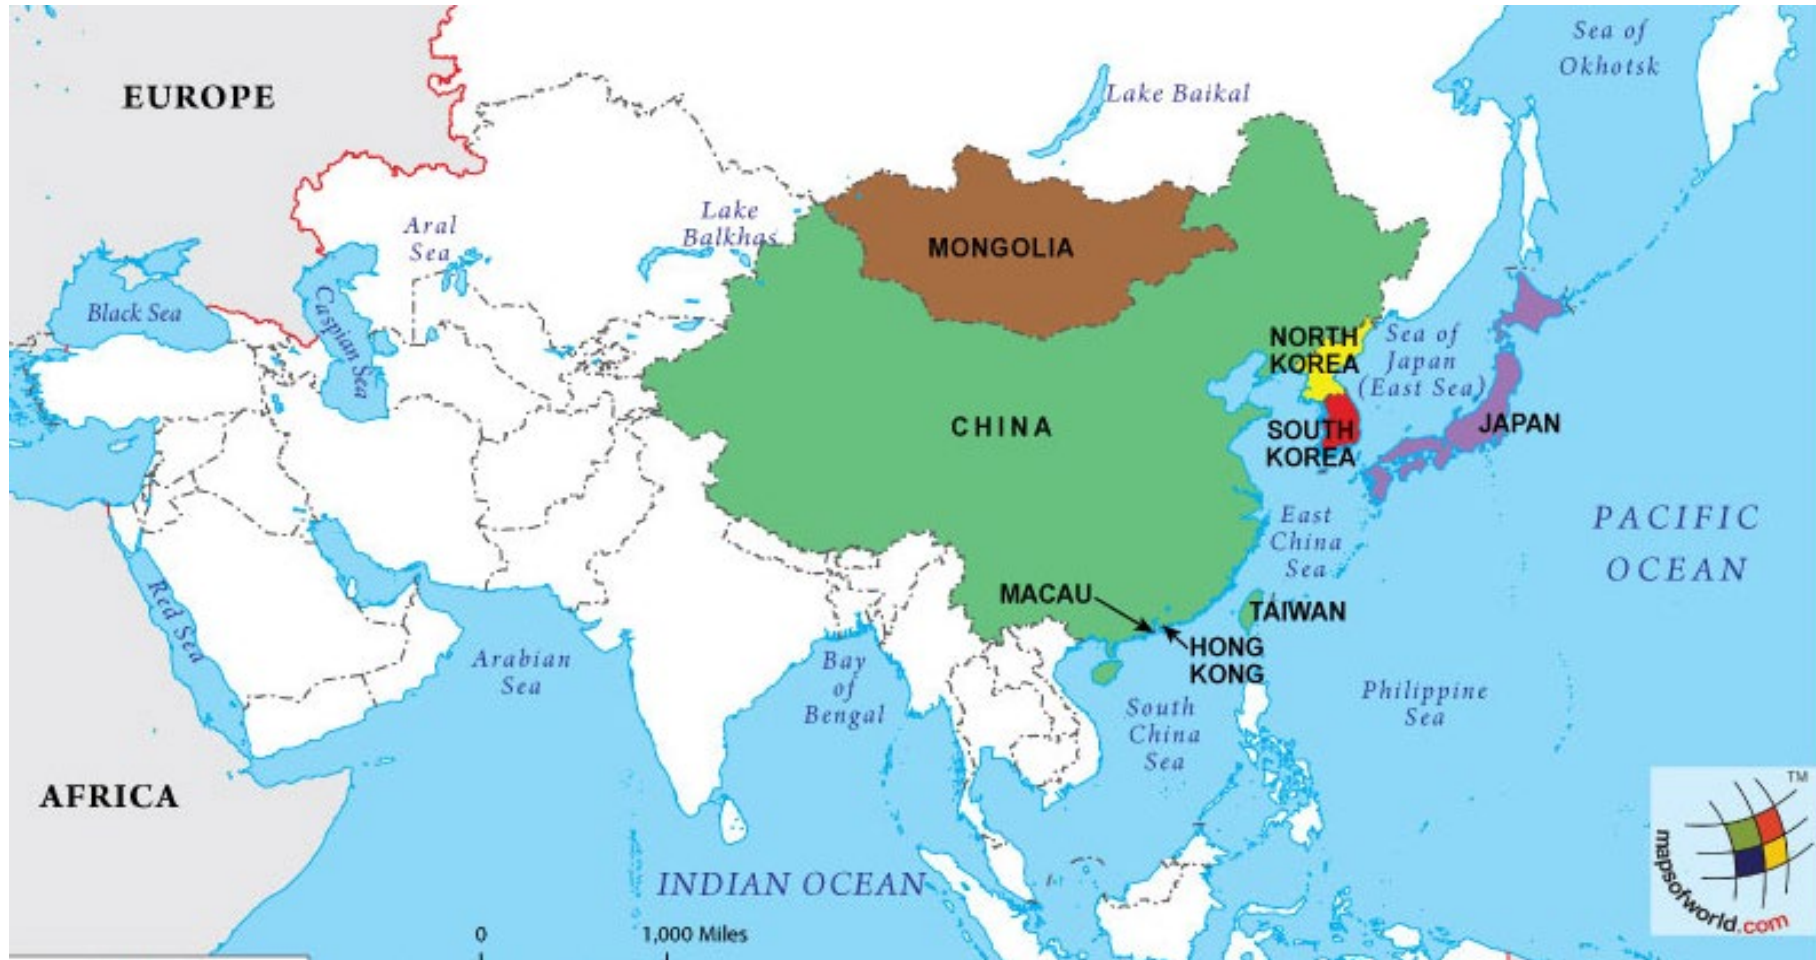 Sea of
Okhotsk
EUROPE
Lake Baikal
Lake
Balkhas
Aral
Sea
MONGOLIA
Black Sea
Caspian Sea
NORTH
KOREA
Sea of
Japan
(East Sea)
CHINA
SOUTH
KOREA
JAPAN
East
China
Sea
PACIFIC
OCEAN
MACAU
TAIWAN
HONG
KONG
Red Sea
Arabian
Sea
Bay
of
Bengal
South
China
Sea
Philippine
Sea
AFRICA
INDIAN OCEAN
0 1,000 Miles
TM
mapsofworld.com